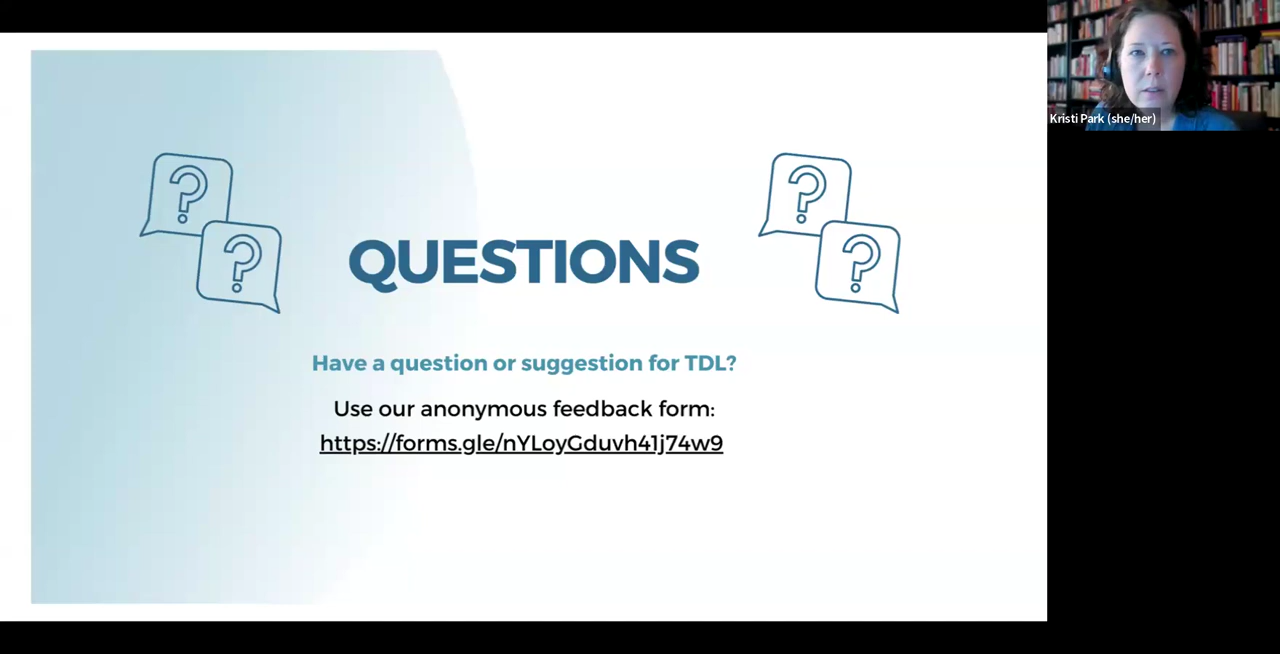 QUESTIONS
Have a question or suggestion for TDL?
Use our anonymous feedback form:
https://forms.gle/nYLoyGduvh41j74w9
Kristi Park (she/her)